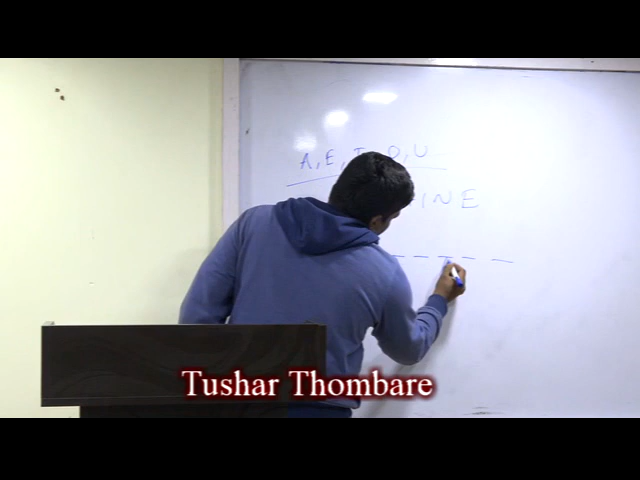 A, E, I, O, U
INE
Tushar Thombare